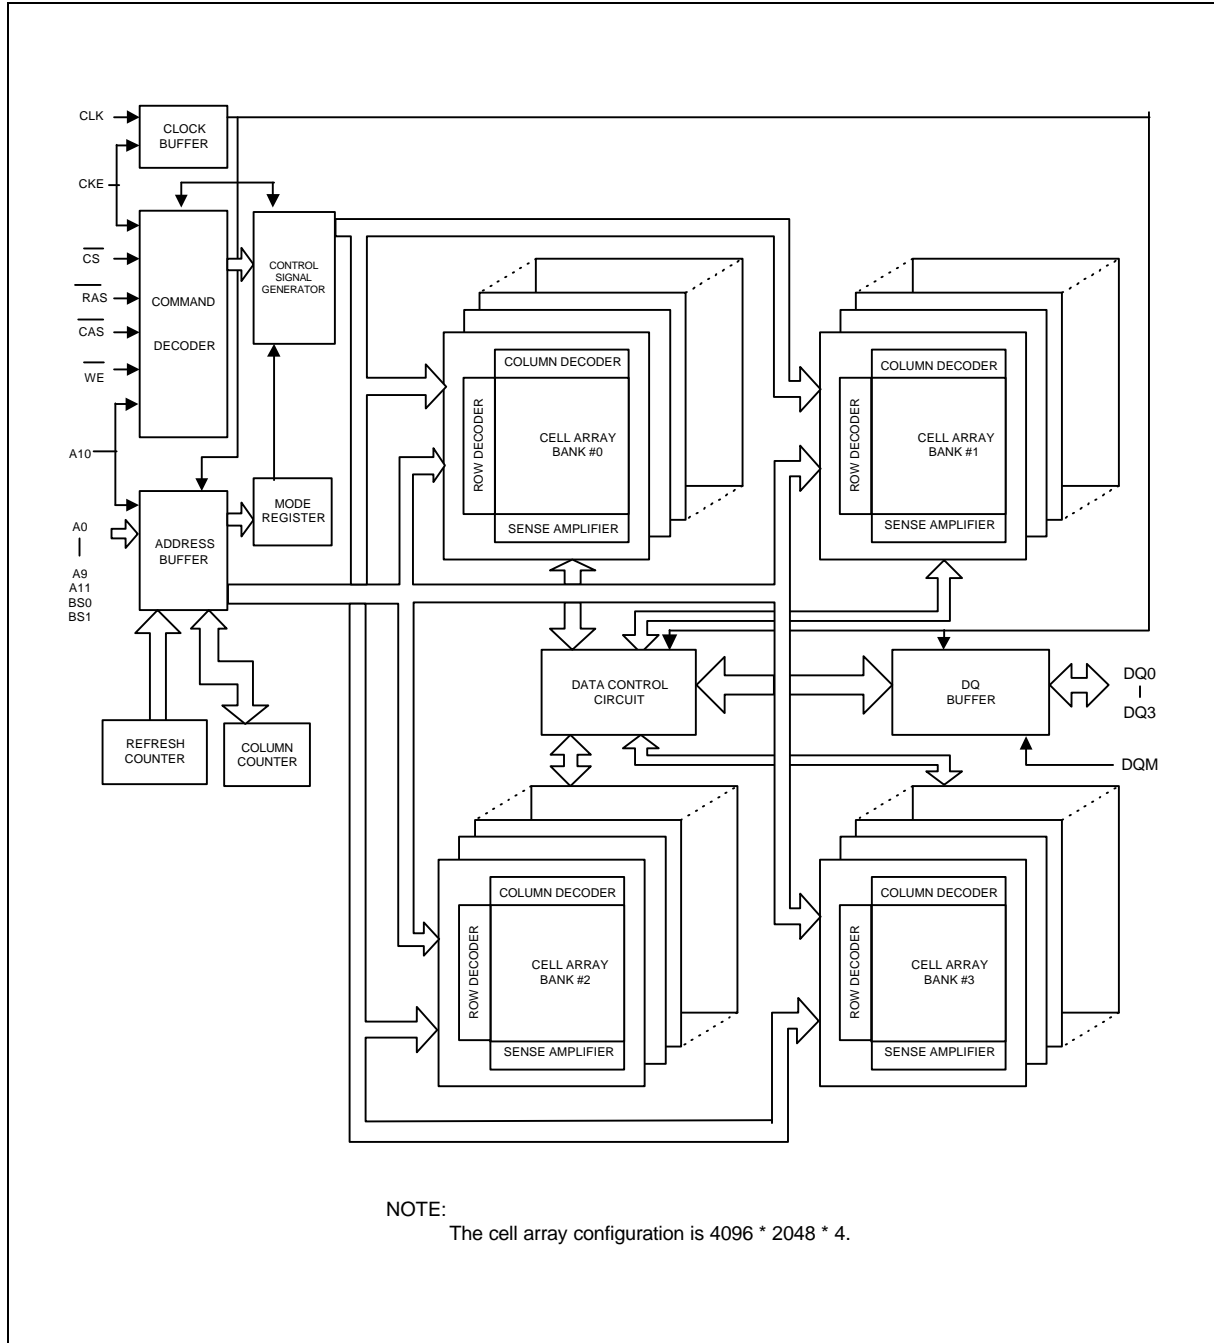 CLK
CLOCK
BUFFER
CKE
CS
RAS
CAS
WE
COMMAND
DECODER
CONTROL
SIGNAL
GENERATOR
A10
A0
A9
A11
BS0
BS1
ADDRESS
BUFFER
MODE
REGISTER
REFRESH
COUNTER
COLUMN
COUNTER
COLUMN DECODER
ROW DECODER
CELL ARRAY
BANK #0
SENSE AMPLIFIER
COLUMN DECODER
ROW DECODER
CELL ARRAY
BANK #1
SENSE AMPLIFIER
DATA CONTROL
CIRCUIT
DQ
BUFFER
DQ0
DQ3
DQM
COLUMN DECODER
ROW DECODER
CELL ARRAY
BANK #2
SENSE AMPLIFIER
COLUMN DECODER
ROW DECODER
CELL ARRAY
BANK #3
SENSE AMPLIFIER
NOTE:
The cell array configuration is 4096 * 2048 * 4.